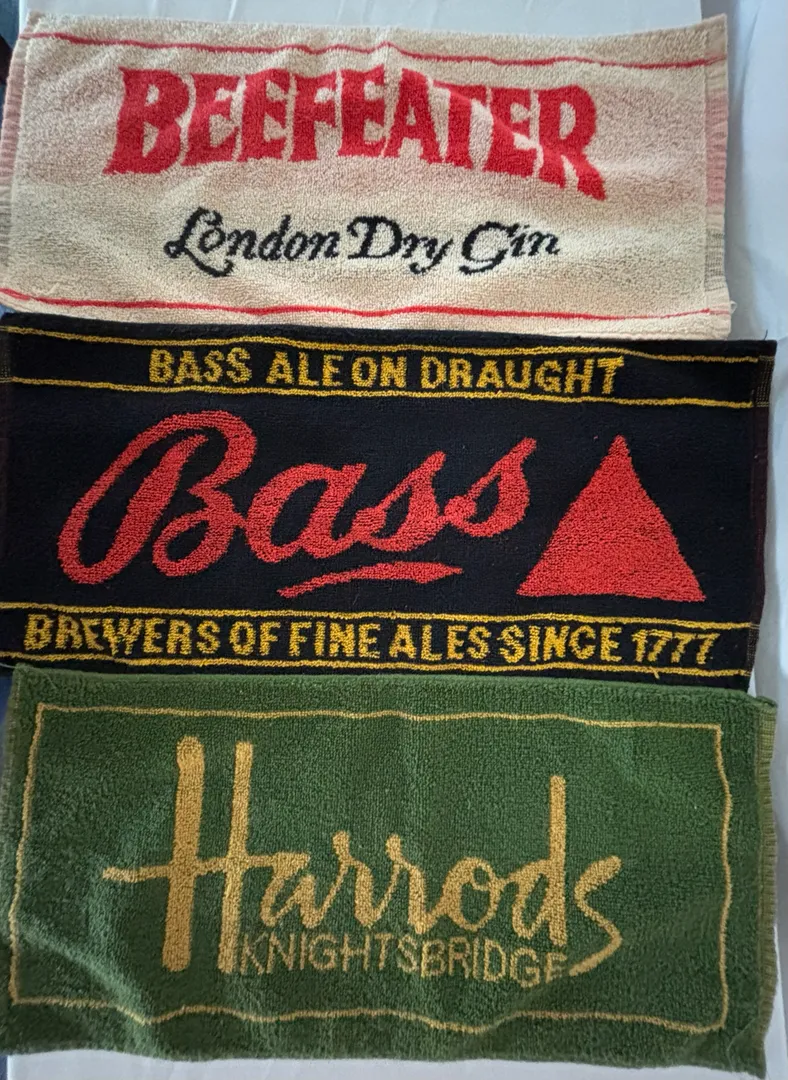 BEEFEATER
London Dry Gin
BASS ALE ON DRAUGHT
Bass
BREWERS OF FINE ALES SINCE 1777
Harrods
KNIGHTSBRIDGE